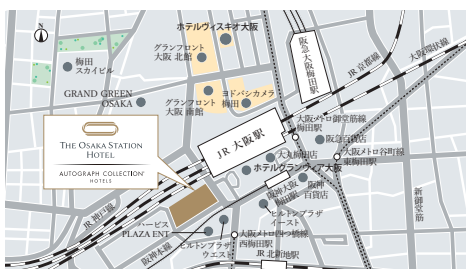 N
ホテルヴィスキオ大阪
梅田
スカイビル
グランフロント
大阪 北館
阪急大阪梅田駅
JR 京都線
大阪環状線
GRAND GREEN
OSAKA
グランフロント
大阪 南館
ヨドバシカメラ
梅田
大阪メトロ御堂筋線
梅田駅
阪急百貨店
THE OSAKA STATION
HOTEL
AUTOGRAPH COLLECTION®
HOTELS
JR 大阪駅
大丸梅田店
大阪メトロ谷町線
東梅田駅
ホテルグランヴィア大阪
阪神大阪
梅田駅
阪神
百貨店
新御堂筋
JR 神戸線
ハービス
PLAZA ENT
ヒルトンプラザ
イースト
阪神本線
ヒルトンプラザ
ウエスト
大阪メトロ四つ橋線
西梅田駅
JR 北新地駅